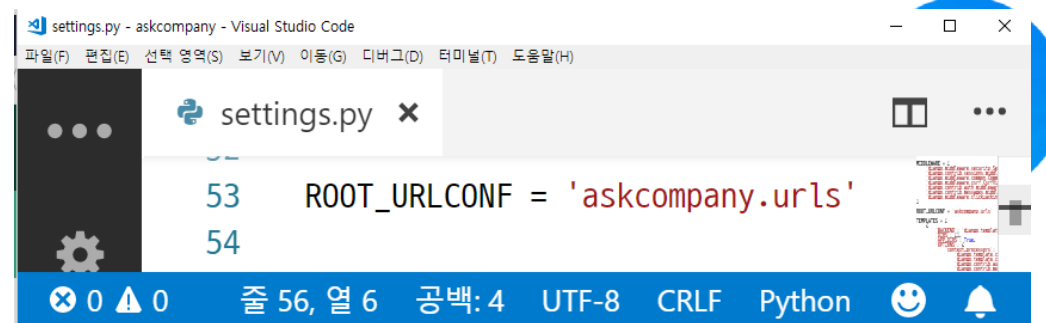 settings.py - askcompany - Visual Studio Code
파일(F) 편집(E) 선택 영역(S) 보기(V) 이동(G) 디버그(D) 터미널(T) 도움말(H)
settings.py
53 ROOT_URLCONF = 'askcompany.urls'
54
0 0 줄 56, 열 6 공백: 4 UTF-8 CRLF Python